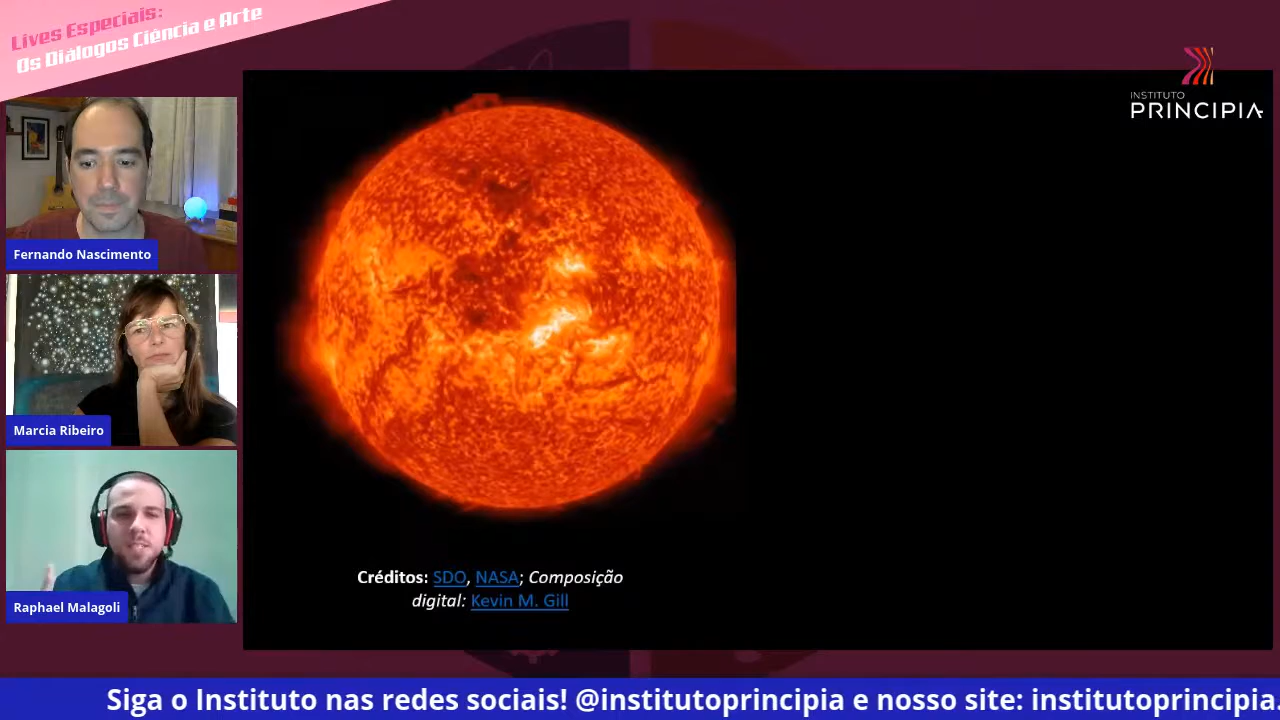 Lives Especiais:
Os Diálogos Ciência e Arte
INSTITUTO
PRINCIPIA
Fernando Nascimento
Marcia Ribeiro
Raphael Malagoli
Créditos: SDO, NASA; Composição
digital: Kevin M. Gill
Siga o Instituto nas redes sociais! @institutoprincipia e nosso site: institutoprincipia.